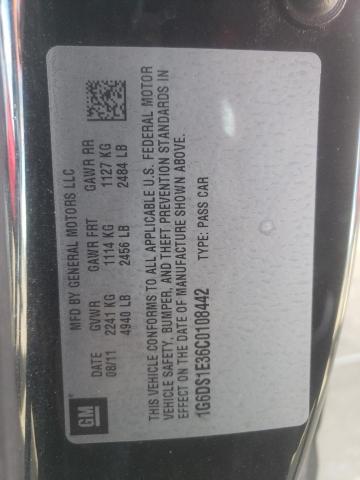 MFD BY GENERAL MOTORS LLC
DATE GVWR GAWR FRT GAWR RR
08/11 2241 KG 1114 KG 1127 KG
4940 LB 2456 LB 2484 LB
THIS VEHICLE CONFORMS TO ALL APPLICABLE U.S. FEDERAL MOTOR
VEHICLE SAFETY, BUMPER, AND THEFT PREVENTION STANDARDS IN
EFFECT ON THE DATE OF MANUFACTURE SHOWN ABOVE.
1G6DS1E36C0108442 TYPE: PASS CAR
GM